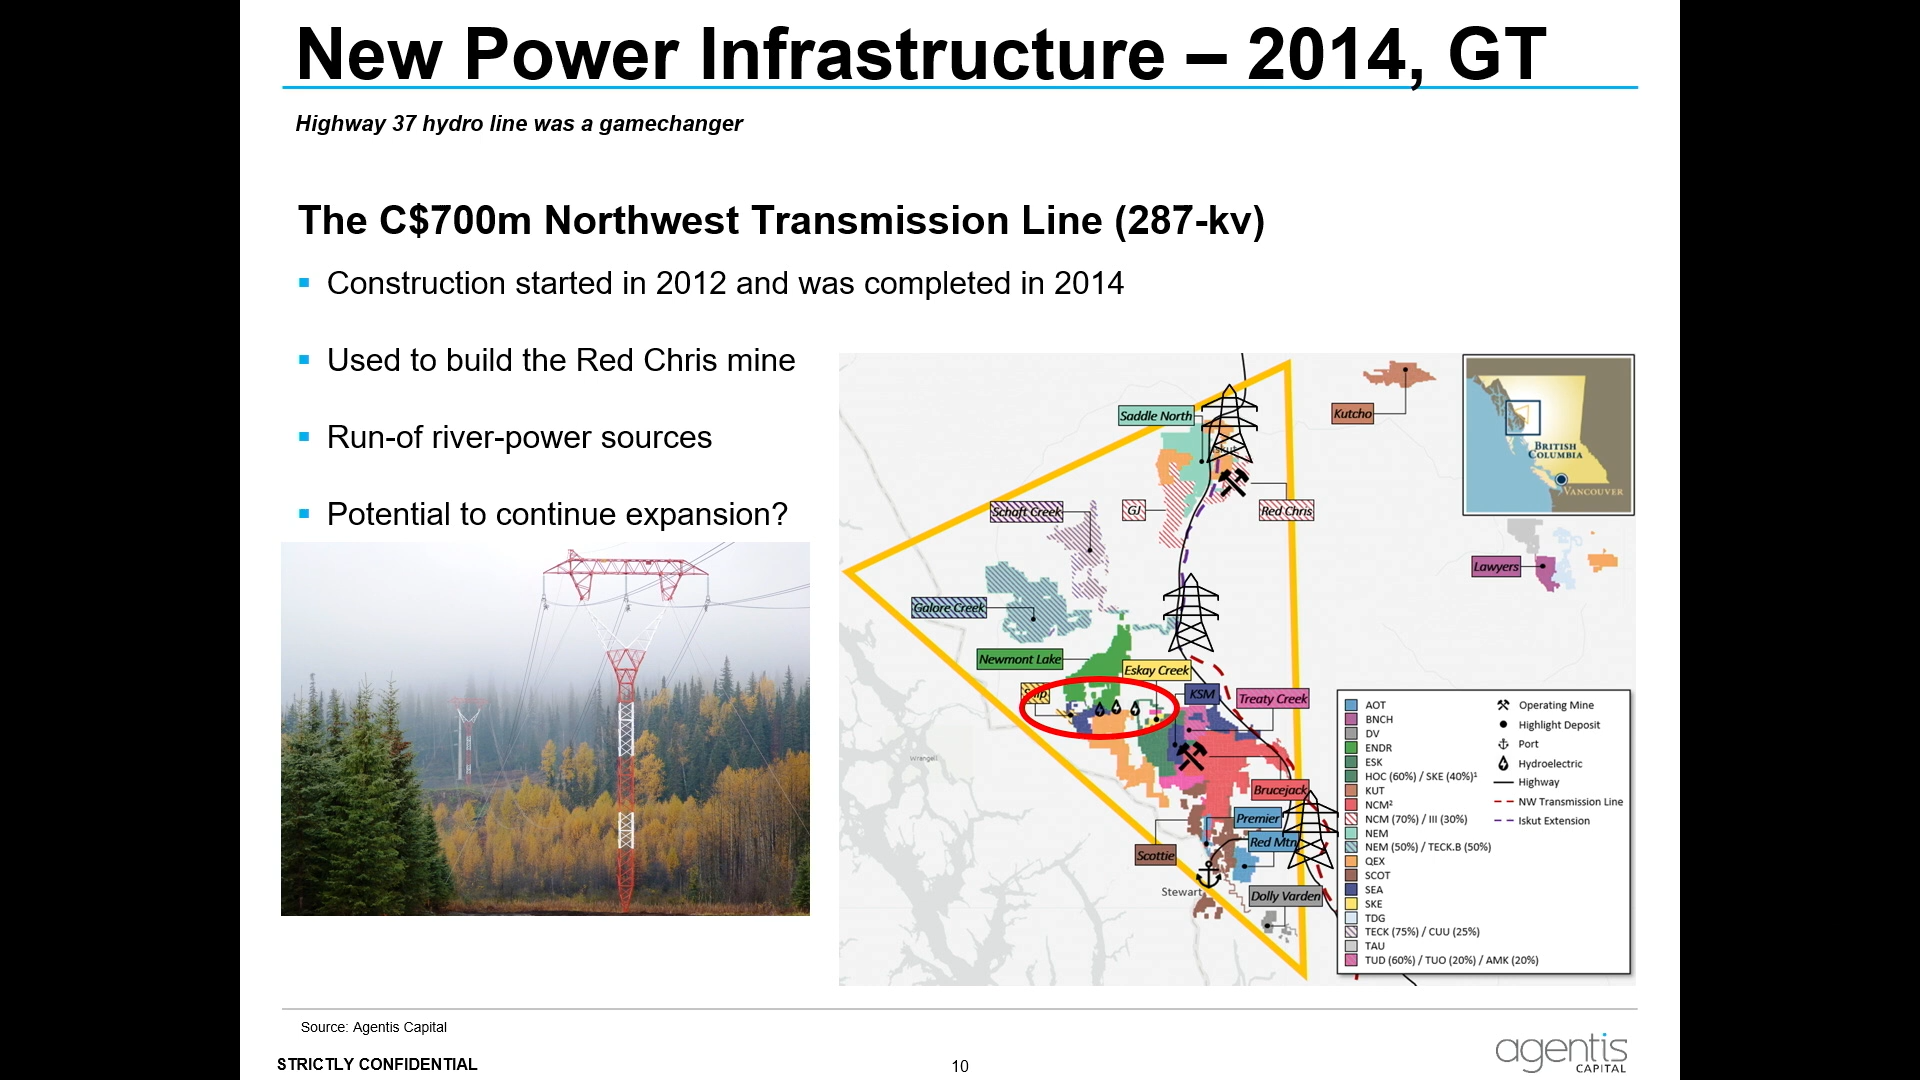 New Power Infrastructure – 2014, GT
Highway 37 hydro line was a gamechanger
The C$700m Northwest Transmission Line (287-kv)
Construction started in 2012 and was completed in 2014
Used to build the Red Chris mine
Run-of river-power sources
Potential to continue expansion?
Saddle North
Kutcho
BRITISH
COLUMBIA
VANCOUVER
Schaft Creek
GJ
Red Chris
Lawyers
Galore Creek
Newmont Lake
Eskay Creek
Snip
KSM
Treaty Creek
Wrangell
Brucejack
Premier
Red Mtn
Scottie
Stewart
Dolly Varden
AOT
BNCH
DV
ENDR
ESK
HOC (60%) / SKE (40%)¹
KUT
NCM²
NCM (70%) / III (30%)
NEM
NEM (50%) / TECK.B (50%)
QEX
SCOT
SEA
SKE
TDG
TECK (75%) / CUU (25%)
TAU
TUD (60%) / TUO (20%) / AMK (20%)
Operating Mine
Highlight Deposit
Port
Hydroelectric
Highway
NW Transmission Line
Iskut Extension
Source: Agentis Capital
STRICTLY CONFIDENTIAL
10
agentis
CAPITAL